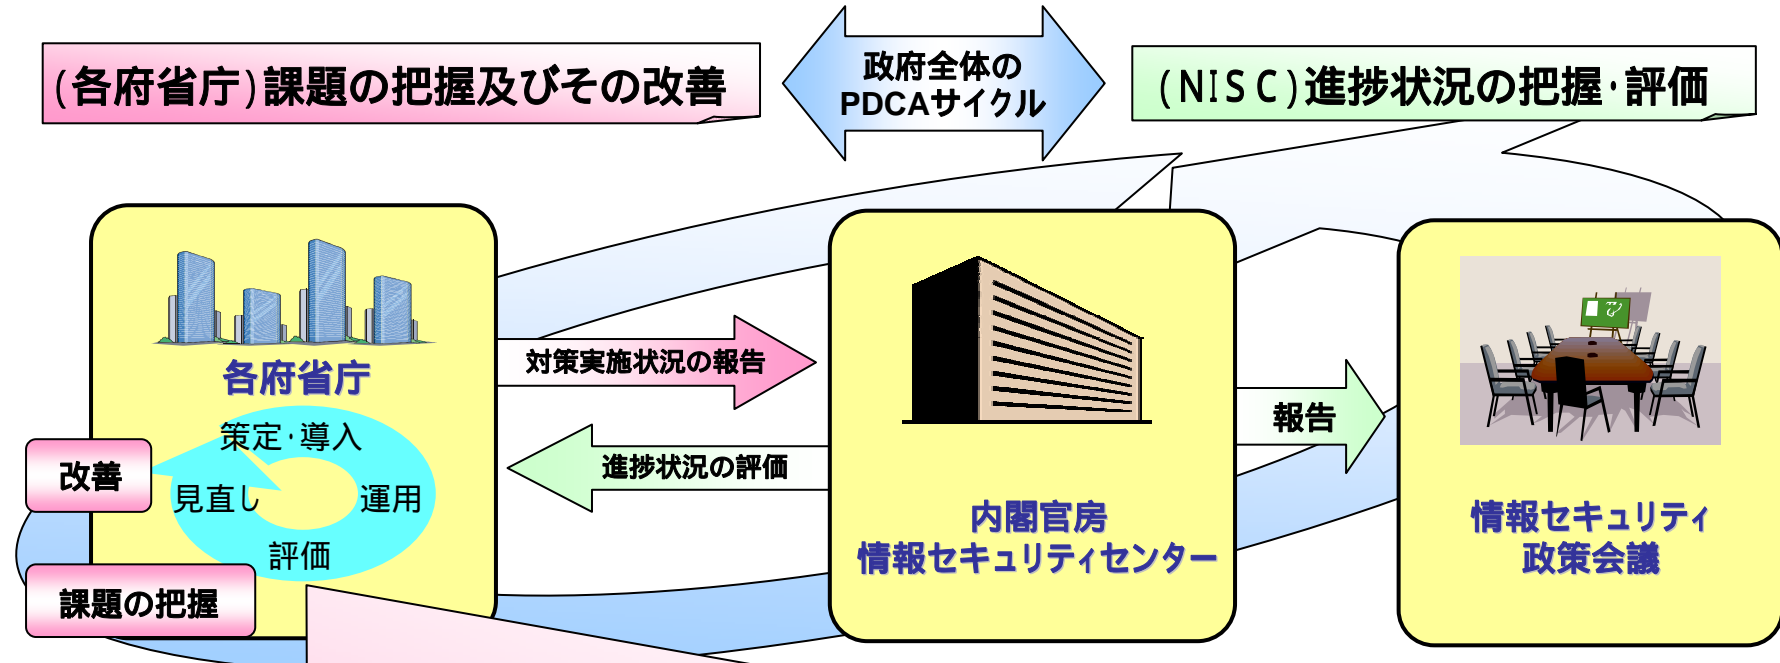 (各府省庁)課題の把握及びその改善
政府全体の
PDCAサイクル
(NISC)進捗状況の把握・評価
各府省庁
策定・導入
見直し
運用
評価
改善
課題の把握
対策実施状況の報告
進捗状況の評価
内閣官房
情報セキュリティセンター
報告
情報セキュリティ
政策会議